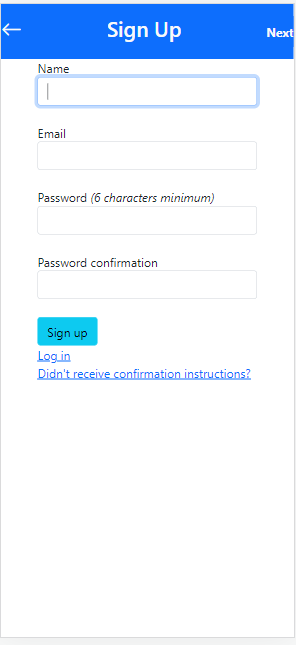 Sign Up
Next
Name
Email
Password (6 characters minimum)
Password confirmation
Sign up
Log in
Didn't receive confirmation instructions?